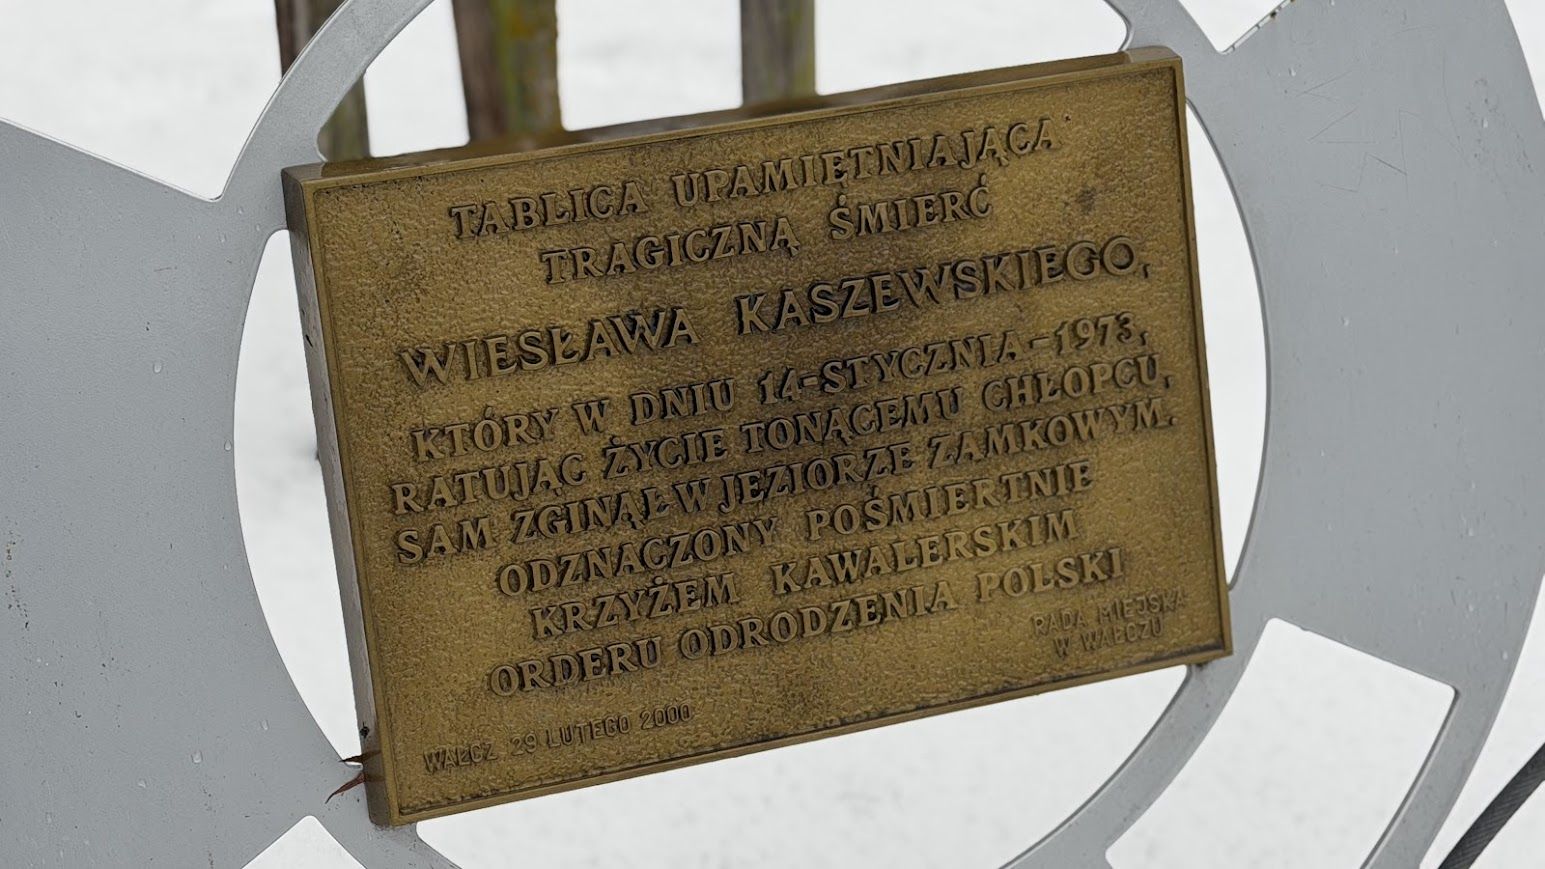 TABLICA UPAMIĘTNIAJĄCA
TRAGICZNĄ ŚMIERĆ
WIESŁAWA KASZEWSKIEGO,
KTÓRY W DNIU 14-STYCZNIA-1973,
RATUJĄC ŻYCIE TONĄCEMU CHŁOPCU,
SAM ZGINĄŁ W JEZIORZE ZAMKOWYM.
ODZNACZONY POŚMIERTNIE
KRZYŻEM KAWALERSKIM
ORDERU ODRODZENIA POLSKI
RADA MIEJSKA
W WAŁCZU
WAŁCZ 29 LUTEGO 2000